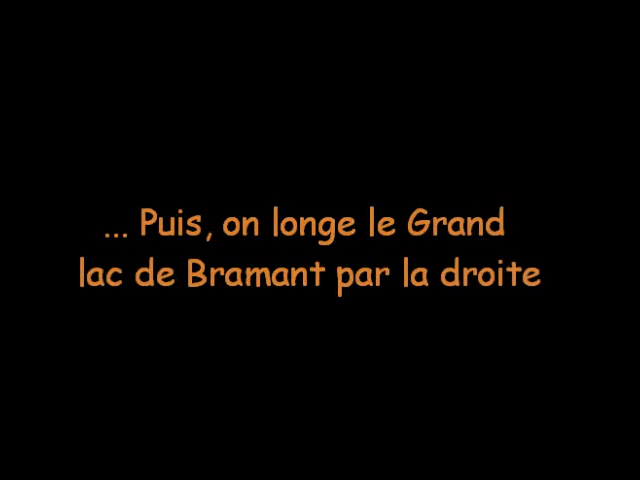 ... Puis, on longe le Grand
lac de Bramant par la droite